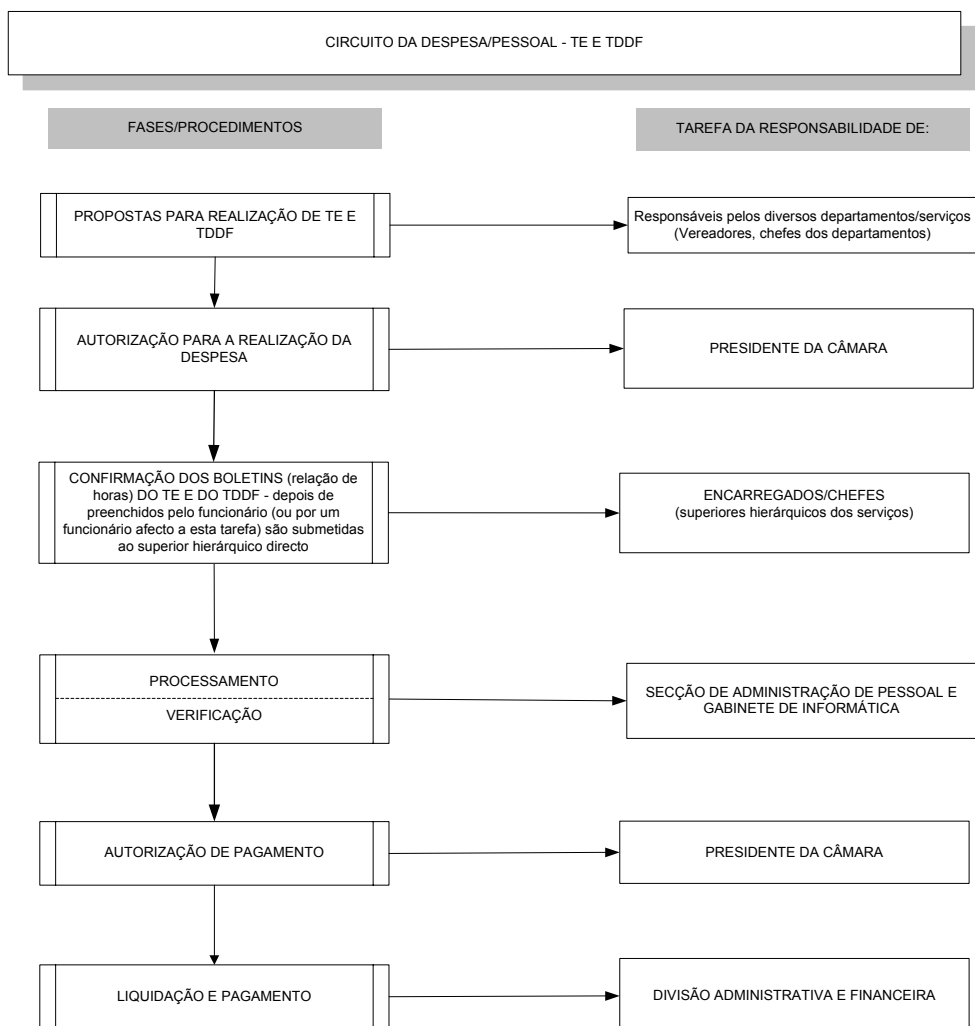 CIRCUITO DA DESPESA/PESSOAL - TE E TDDF
FASES/PROCEDIMENTOS
TAREFA DA RESPONSABILIDADE DE:
PROPOSTAS PARA REALIZAÇÃO DE TE E
TDDF
Responsáveis pelos diversos departamentos/serviços
(Vereadores, chefes dos departamentos)
AUTORIZAÇÃO PARA A REALIZAÇÃO DA
DESPESA
PRESIDENTE DA CÂMARA
CONFIRMAÇÃO DOS BOLETINS (relação de
horas) DO TE E DO TDDF - depois de
preenchidos pelo funcionário (ou por um
funcionário afecto a esta tarefa) são submetidas
ao superior hierárquico directo
ENCARREGADOS/CHEFES
(superiores hierárquicos dos serviços)
PROCESSAMENTO
VERIFICAÇÃO
SECÇÃO DE ADMINISTRAÇÃO DE PESSOAL E
GABINETE DE INFORMÁTICA
AUTORIZAÇÃO DE PAGAMENTO
PRESIDENTE DA CÂMARA
LIQUIDAÇÃO E PAGAMENTO
DIVISÃO ADMINISTRATIVA E FINANCEIRA